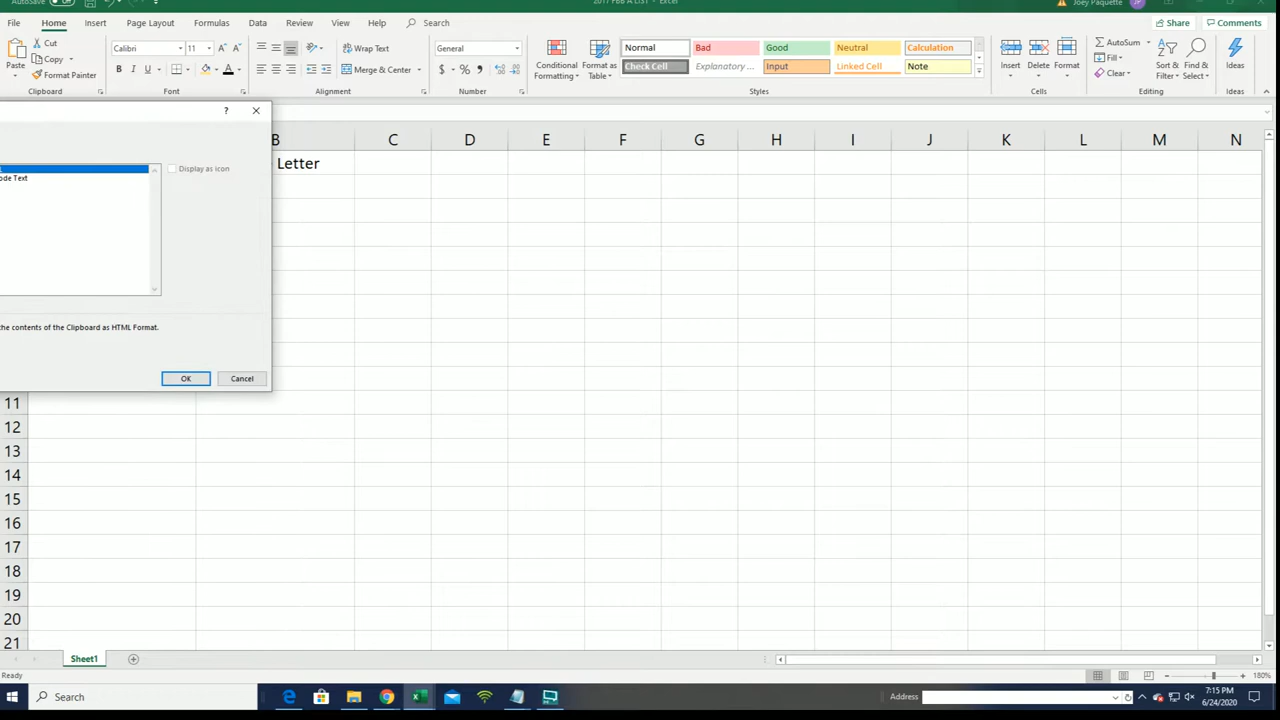 AutoSave Off 2017 FBB A LIST - Excel Joey Paquette JP
File Home Insert Page Layout Formulas Data Review View Help Search Share Comments
Paste Cut Copy Format Painter Clipboard
Calibri 11 B I U A Font
Wrap Text Merge & Center Alignment
General $ % , Number
Conditional Formatting Format as Table
Normal Bad Good Neutral Calculation
Check Cell Explanatory ... Input Linked Cell Note
Styles
Insert Delete Format Cells
AutoSum Fill Clear Sort & Filter Find & Select Editing
Ideas Ideas
?
B C D E F G H I J K L M N
Letter
Display as icon
ode Text
the contents of the Clipboard as HTML Format.
OK Cancel
11
12
13
14
15
16
17
18
19
20
21
Sheet1
Ready 180%
Search Address 7:15 PM
6/24/2020